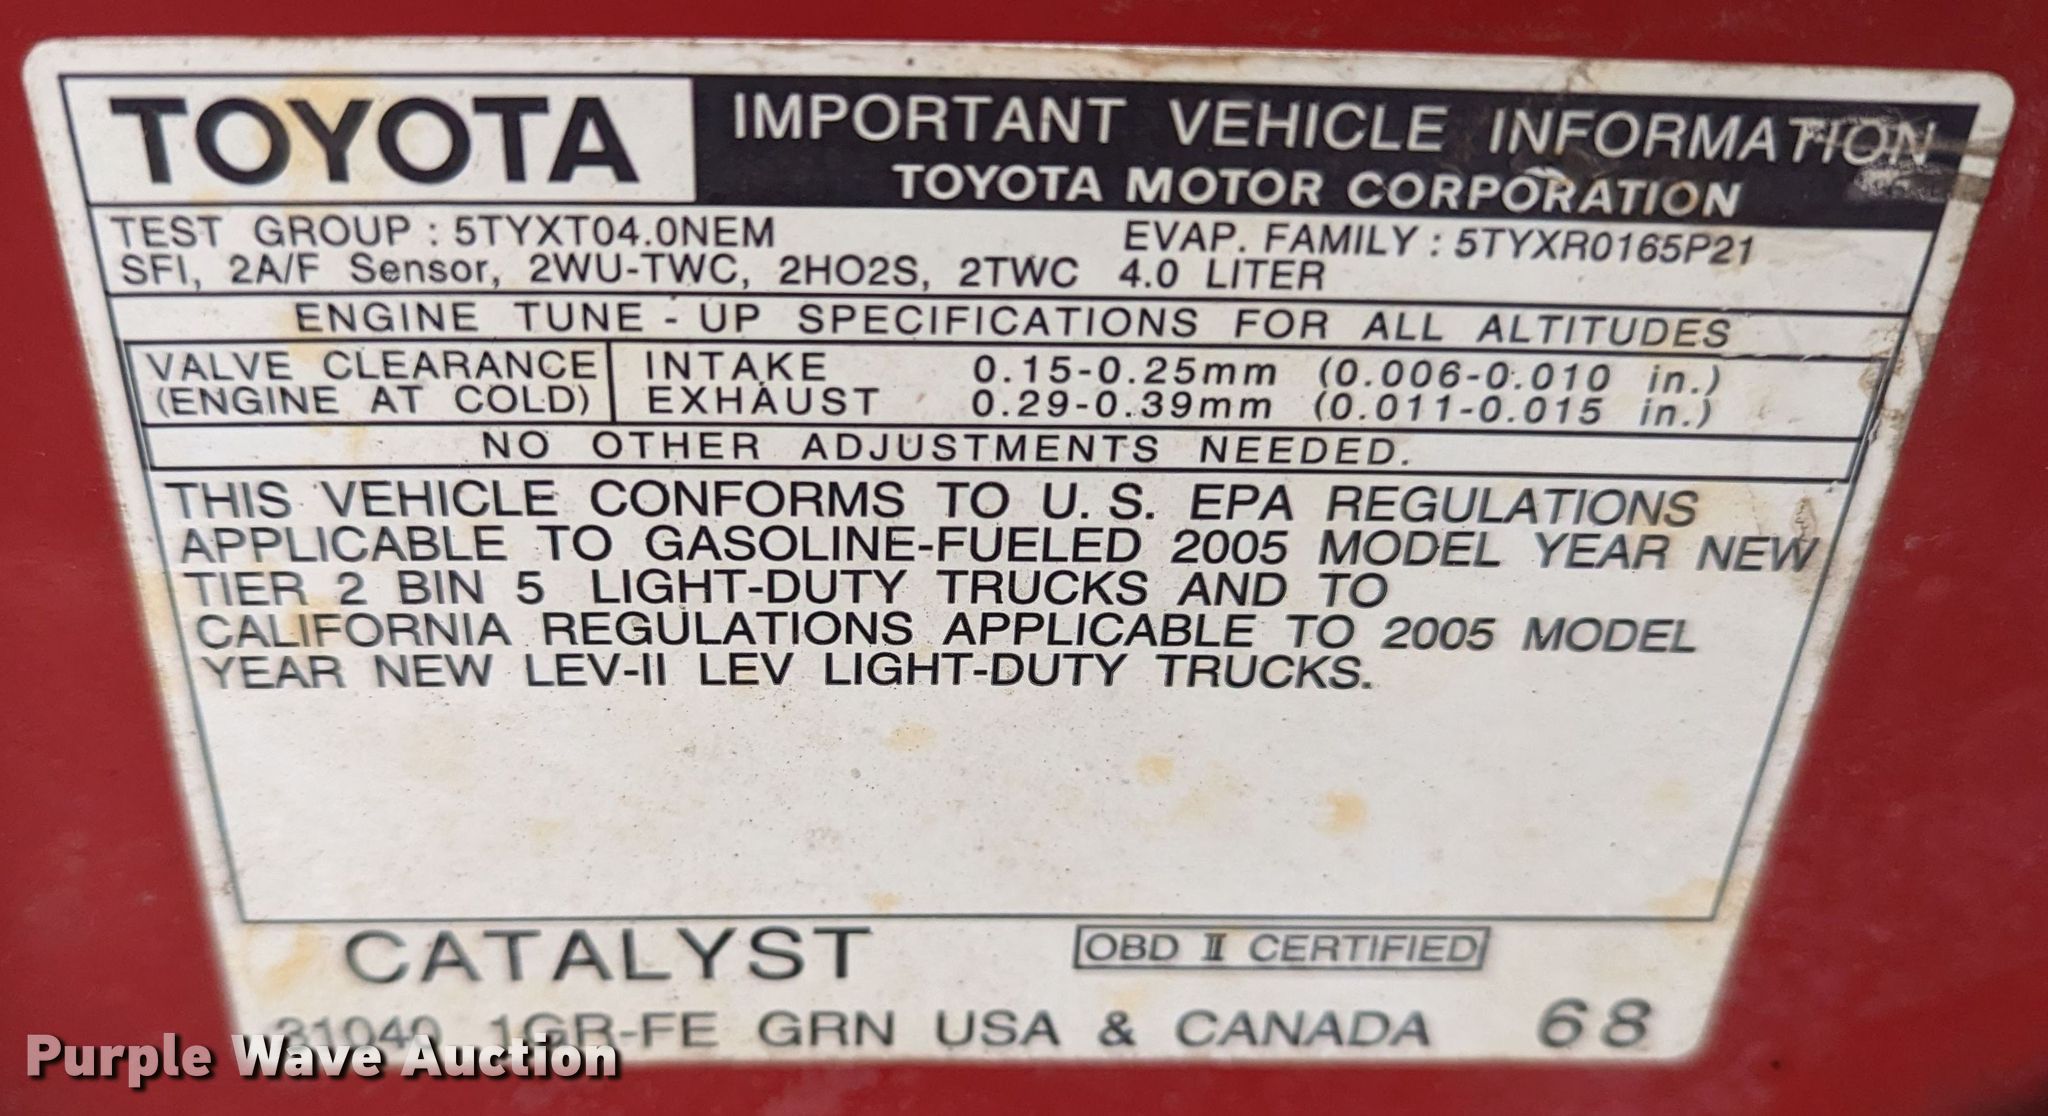 TOYOTA IMPORTANT VEHICLE INFORMATION
TOYOTA MOTOR CORPORATION
TEST GROUP : 5TYXT04.0NEM EVAP. FAMILY : 5TYXR0165P21
SFI, 2A/F Sensor, 2WU-TWC, 2HO2S, 2TWC 4.0 LITER
ENGINE TUNE - UP SPECIFICATIONS FOR ALL ALTITUDES
VALVE CLEARANCE INTAKE 0.15-0.25mm (0.006-0.010 in.)
(ENGINE AT COLD) EXHAUST 0.29-0.39mm (0.011-0.015 in.)
NO OTHER ADJUSTMENTS NEEDED.
THIS VEHICLE CONFORMS TO U. S. EPA REGULATIONS
APPLICABLE TO GASOLINE-FUELED 2005 MODEL YEAR NEW
TIER 2 BIN 5 LIGHT-DUTY TRUCKS AND TO
CALIFORNIA REGULATIONS APPLICABLE TO 2005 MODEL
YEAR NEW LEV-II LEV LIGHT-DUTY TRUCKS.
CATALYST OBD II CERTIFIED
31040 1GR-FE GRN USA & CANADA 68
Purple Wave Auction